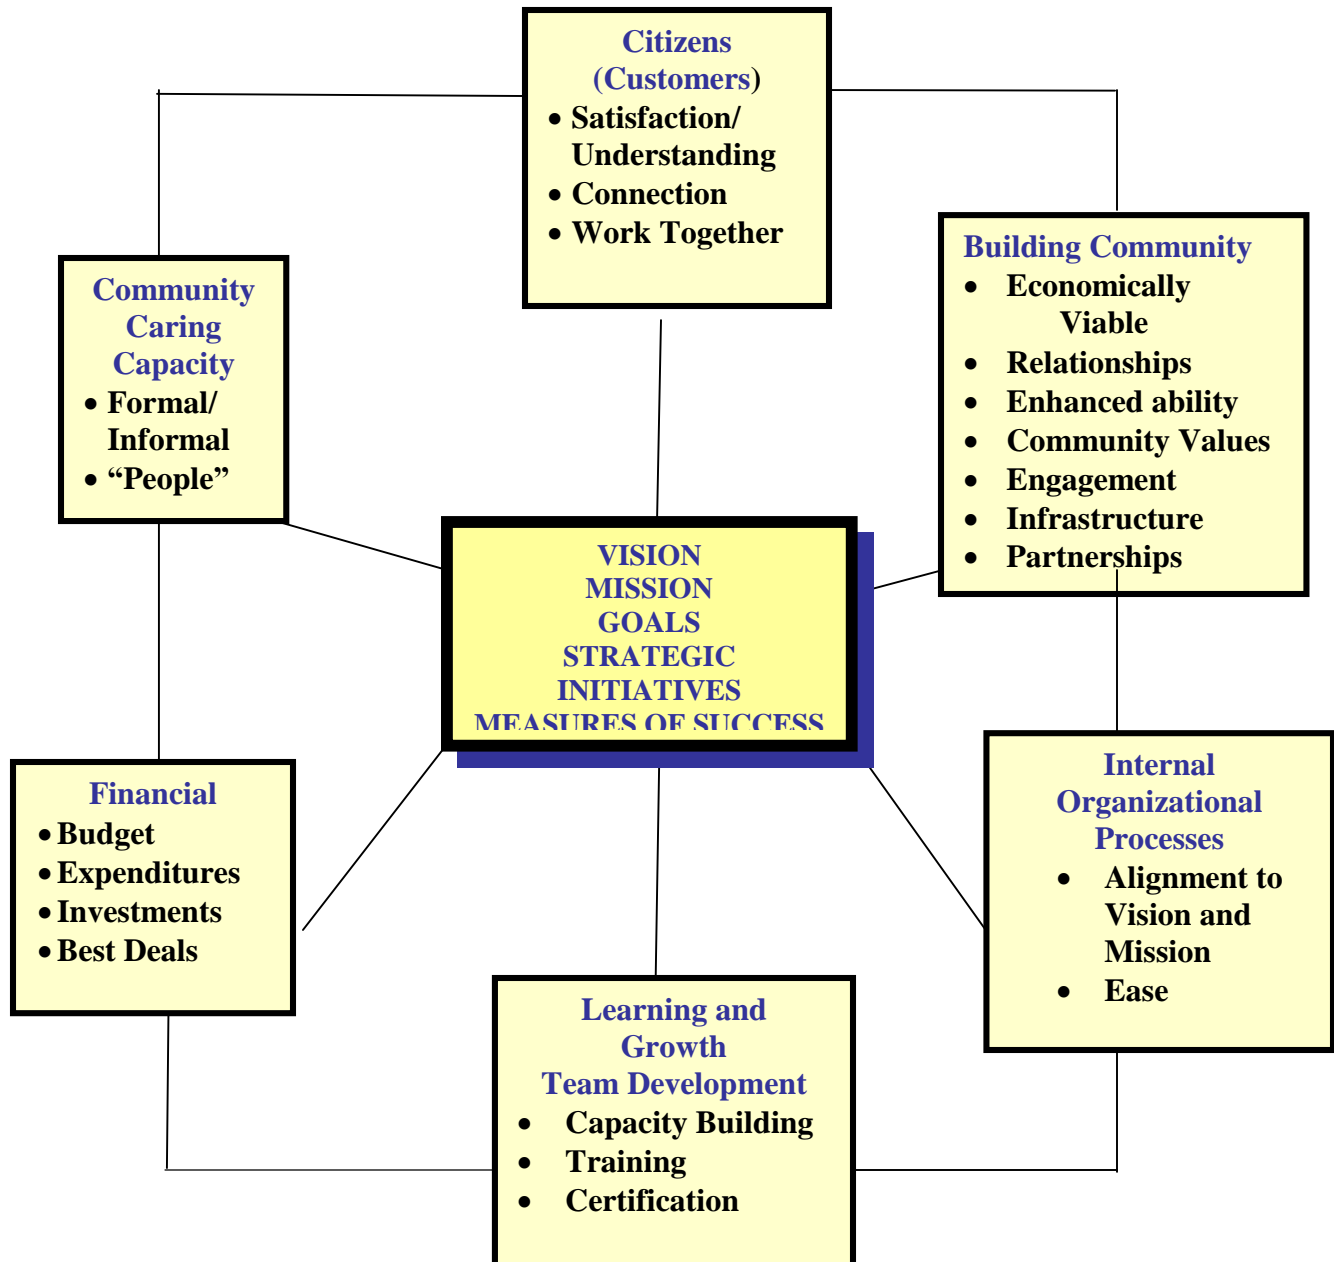 Citizens
(Customers)
• Satisfaction/
Understanding
• Connection
• Work Together
Building Community
• Economically
Viable
• Relationships
• Enhanced ability
• Community Values
• Engagement
• Infrastructure
• Partnerships
Community
Caring
Capacity
• Formal/
Informal
• “People”
VISION
MISSION
GOALS
STRATEGIC
INITIATIVES
MEASURES OF SUCCESS
Financial
• Budget
• Expenditures
• Investments
• Best Deals
Internal
Organizational
Processes
• Alignment to
Vision and
Mission
• Ease
Learning and
Growth
Team Development
• Capacity Building
• Training
• Certification